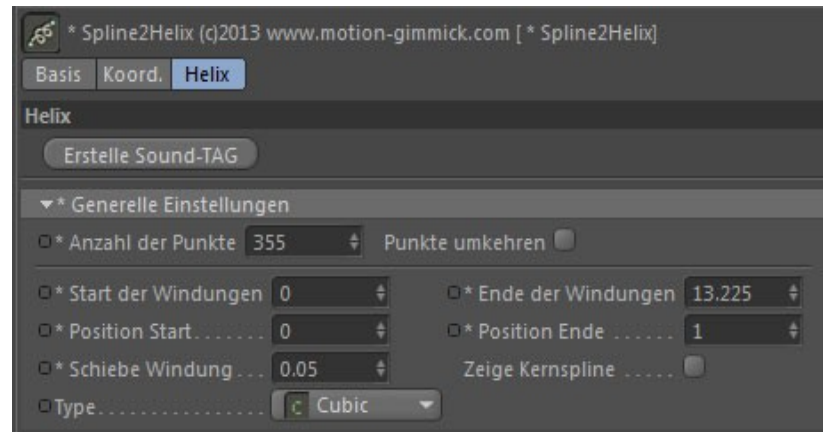 * Spline2Helix (c)2013 www.motion-gimmick.com [ * Spline2Helix]
Basis Koord. Helix
Helix
Erstelle Sound-TAG
* Generelle Einstellungen
* Anzahl der Punkte 355 Punkte umkehren
* Start der Windungen 0 * Ende der Windungen 13.225
* Position Start....... 0 * Position Ende ...... 1
* Schiebe Windung... 0.05 Zeige Kernspline .....
Type................ c Cubic